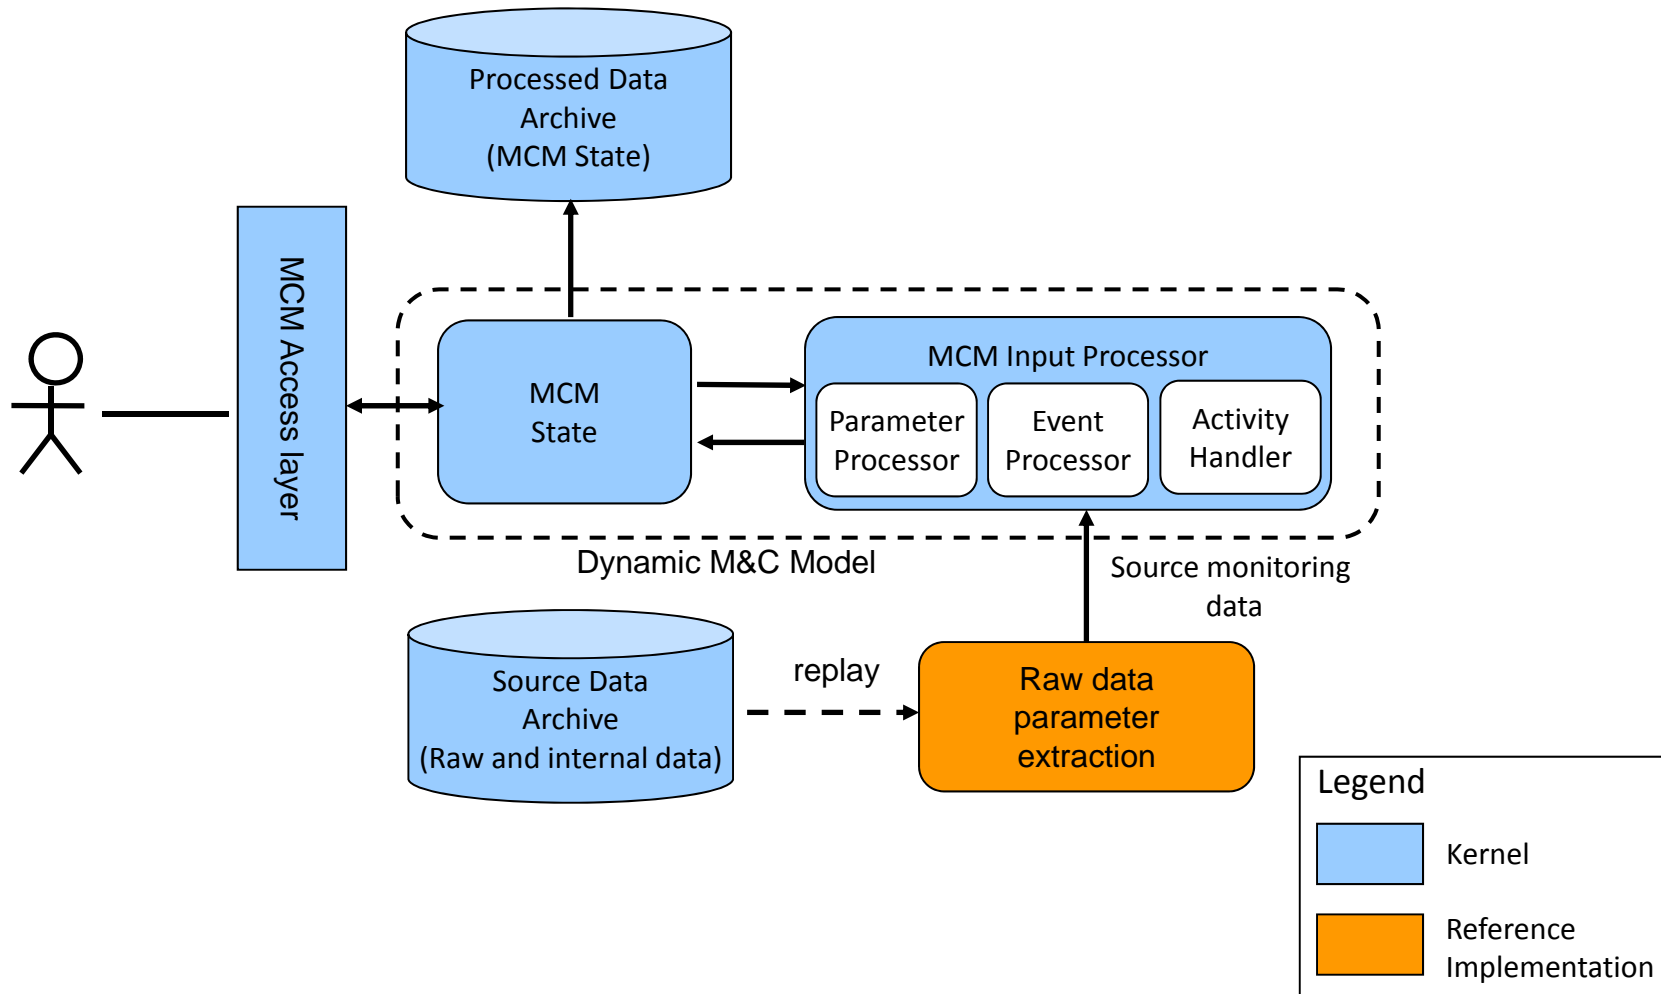 Processed Data
Archive
(MCM State)
MCM Access layer
MCM
State
MCM Input Processor
Parameter
Processor
Event
Processor
Activity
Handler
Dynamic M&C Model
Source monitoring
data
Source Data
Archive
(Raw and internal data)
replay
Raw data
parameter
extraction
Legend
Kernel
Reference
Implementation